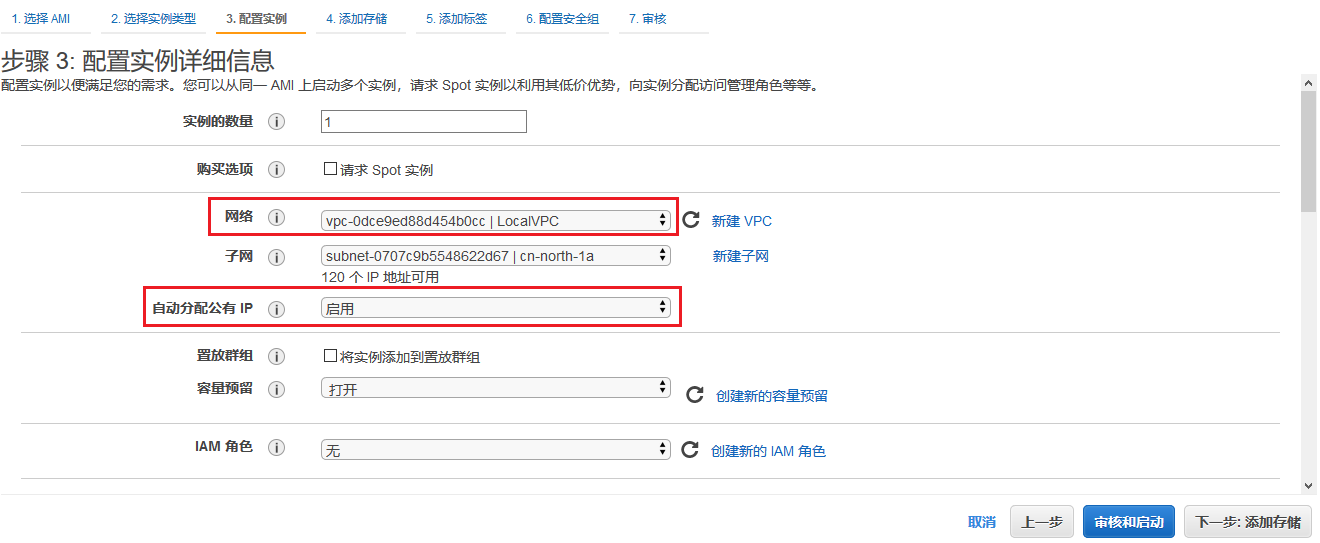 1. 选择 AMI 2. 选择实例类型 3. 配置实例 4. 添加存储 5. 添加标签 6. 配置安全组 7. 审核
步骤 3: 配置实例详细信息
配置实例以便满足您的需求。您可以从同一 AMI 上启动多个实例，请求 Spot 实例以利用其低价优势，向实例分配访问管理角色等等。
实例的数量 1
购买选项 请求 Spot 实例
网络 vpc-0dce9ed88d454b0cc | LocalVPC 新建 VPC
子网 subnet-0707c9b5548622d67 | cn-north-1a 新建子网
120 个 IP 地址可用
自动分配公有 IP 启用
置放群组 将实例添加到置放群组
容量预留 打开 创建新的容量预留
IAM 角色 无 创建新的 IAM 角色
取消 上一步 审核和启动 下一步: 添加存储